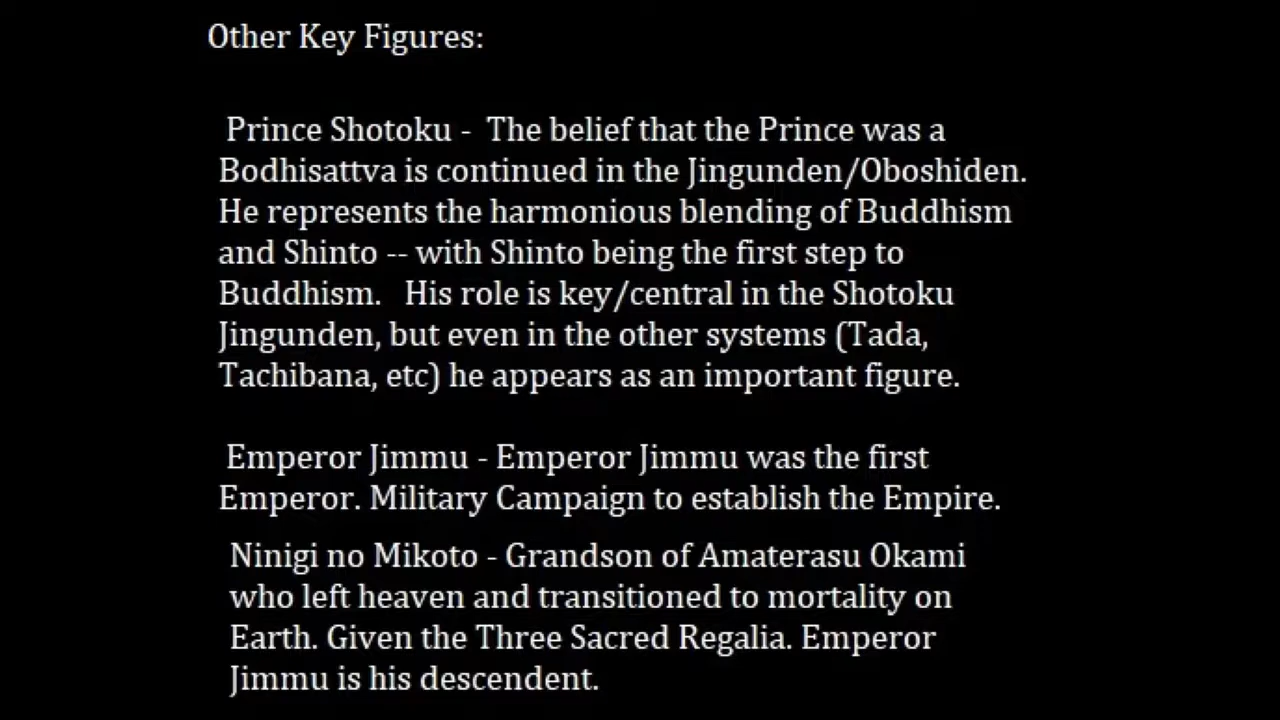 Other Key Figures:
Prince Shotoku - The belief that the Prince was a
Bodhisattva is continued in the Jingunden/Oboshiden.
He represents the harmonious blending of Buddhism
and Shinto -- with Shinto being the first step to
Buddhism. His role is key/central in the Shotoku
Jingunden, but even in the other systems (Tada,
Tachibana, etc) he appears as an important figure.
Emperor Jimmu - Emperor Jimmu was the first
Emperor. Military Campaign to establish the Empire.
Ninigi no Mikoto - Grandson of Amaterasu Okami
who left heaven and transitioned to mortality on
Earth. Given the Three Sacred Regalia. Emperor
Jimmu is his descendent.